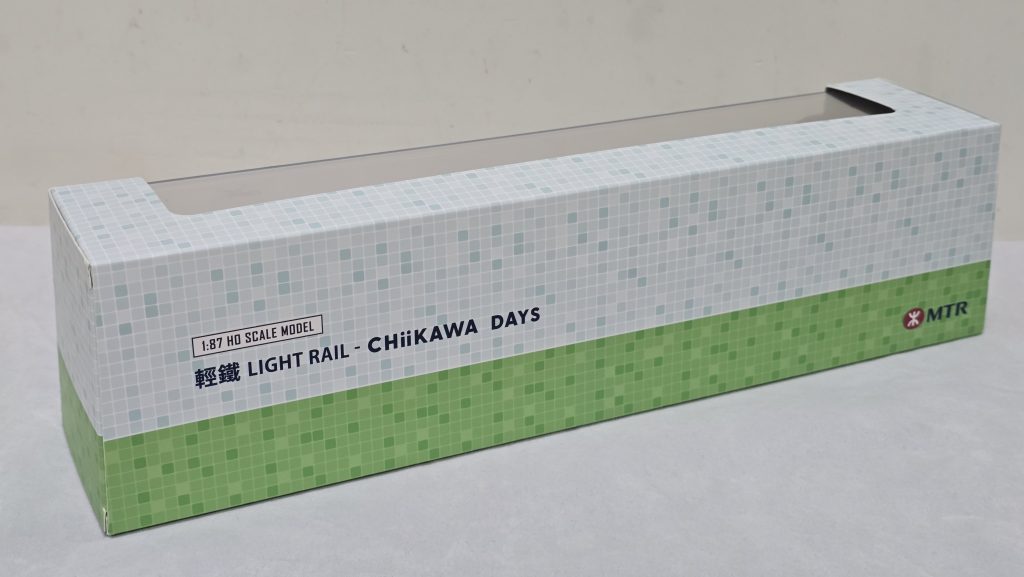 1:87 HO SCALE MODEL
輕鐵 LIGHT RAIL - CHiiKAWA DAYS
MTR